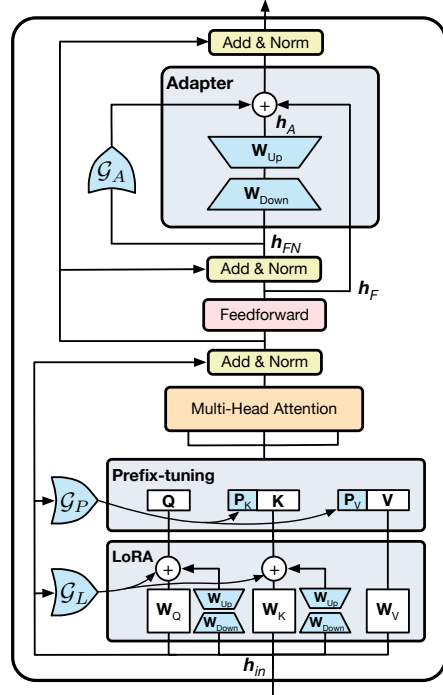 Add & Norm
Adapter
+
h_A
W_Up
G_A
W_Down
h_FN
Add & Norm
h_F
Feedforward
Add & Norm
Multi-Head Attention
Prefix-tuning
G_P
Q
P_K K
P_V V
LoRA
+
+
G_L
W_Q
W_Up
W_Down
W_K
W_Up
W_Down
W_V
h_in